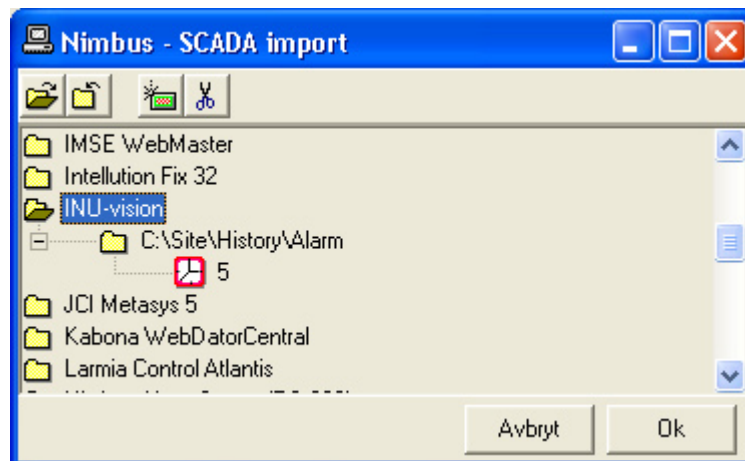 Nimbus - SCADA import
IMSE WebMaster
Intellution Fix 32
INU-vision
C:\Site\History\Alarm
5
JCI Metasys 5
Kabona WebDatorCentral
Larmia Control Atlantis
Avbryt Ok